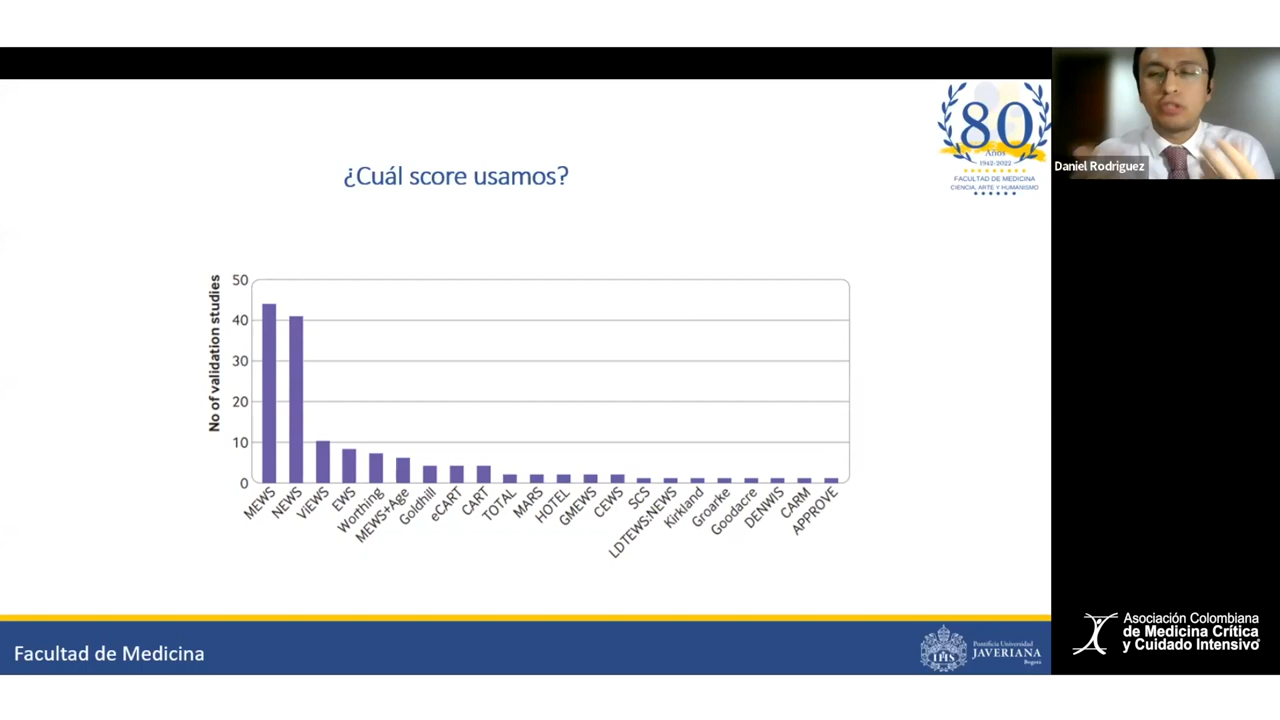 80
Años
1942-2022
FACULTAD DE MEDICINA
CIENCIA, ARTE Y HUMANISMO
Daniel Rodriguez
¿Cuál score usamos?
No of validation studies
50
40
30
20
10
0
MEWS
NEWS
ViEWS
EWS
Worthing
MEWS+Age
Goldhill
eCART
CART
TOTAL
MARS
HOTEL
GMEWS
CEWS
SCS
LDTEWS:NEWS
Kirkland
Groarke
Goodacre
DENWIS
CARM
APPROVE
Facultad de Medicina
IHS
Pontificia Universidad
JAVERIANA
Bogotá
Asociación Colombiana
de Medicina Crítica
y Cuidado Intensivo